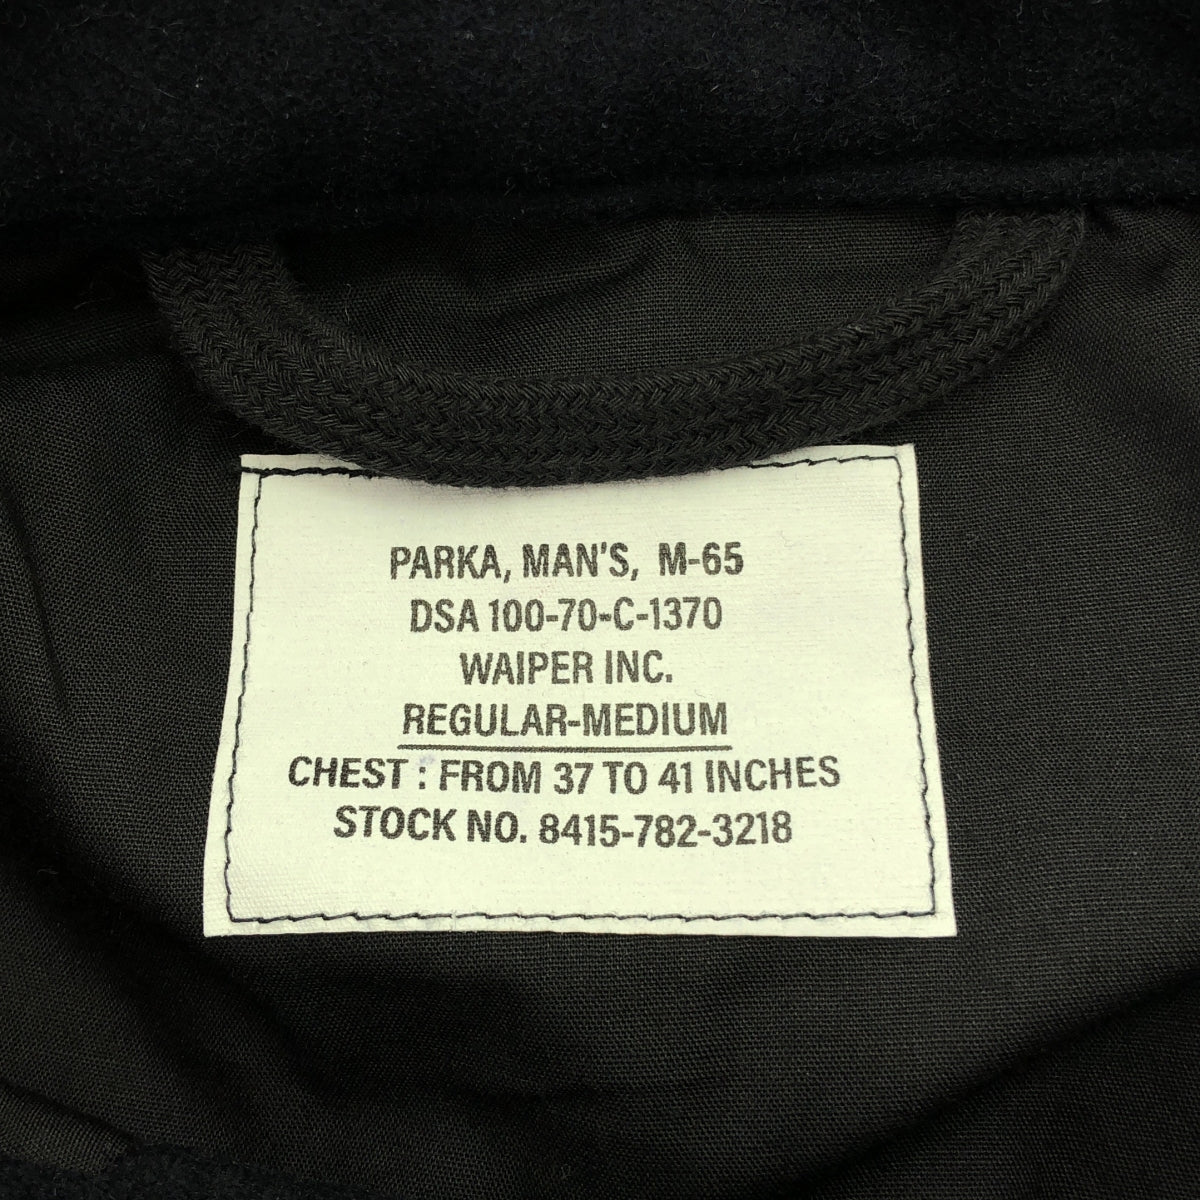 PARKA, MAN'S, M-65
DSA 100-70-C-1370
WAIPER INC.
REGULAR-MEDIUM
CHEST : FROM 37 TO 41 INCHES
STOCK NO. 8415-782-3218